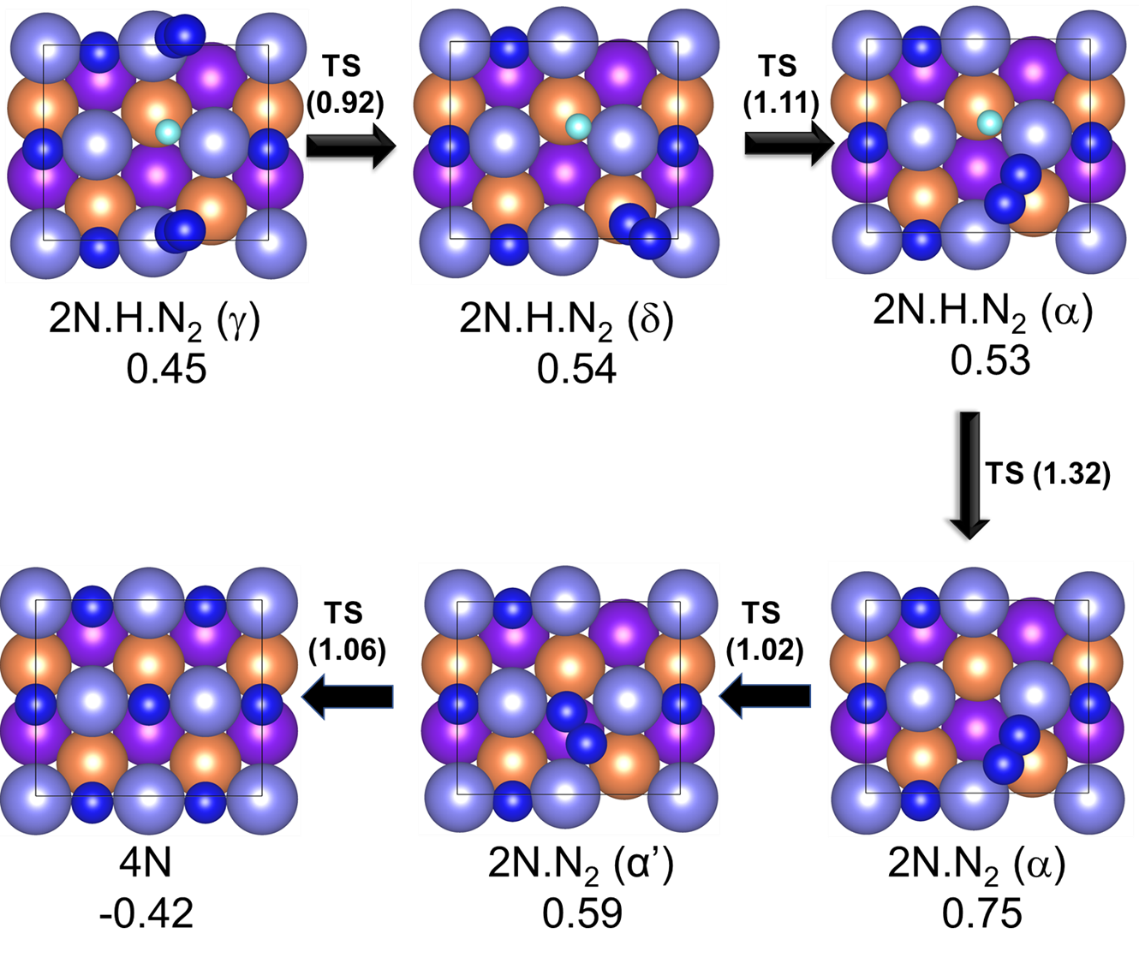 TS
(0.92)
TS
(1.11)
2N.H.N₂ (γ)
0.45
2N.H.N₂ (δ)
0.54
2N.H.N₂ (α)
0.53
TS (1.32)
TS
(1.06)
TS
(1.02)
4N
-0.42
2N.N₂ (α’)
0.59
2N.N₂ (α)
0.75